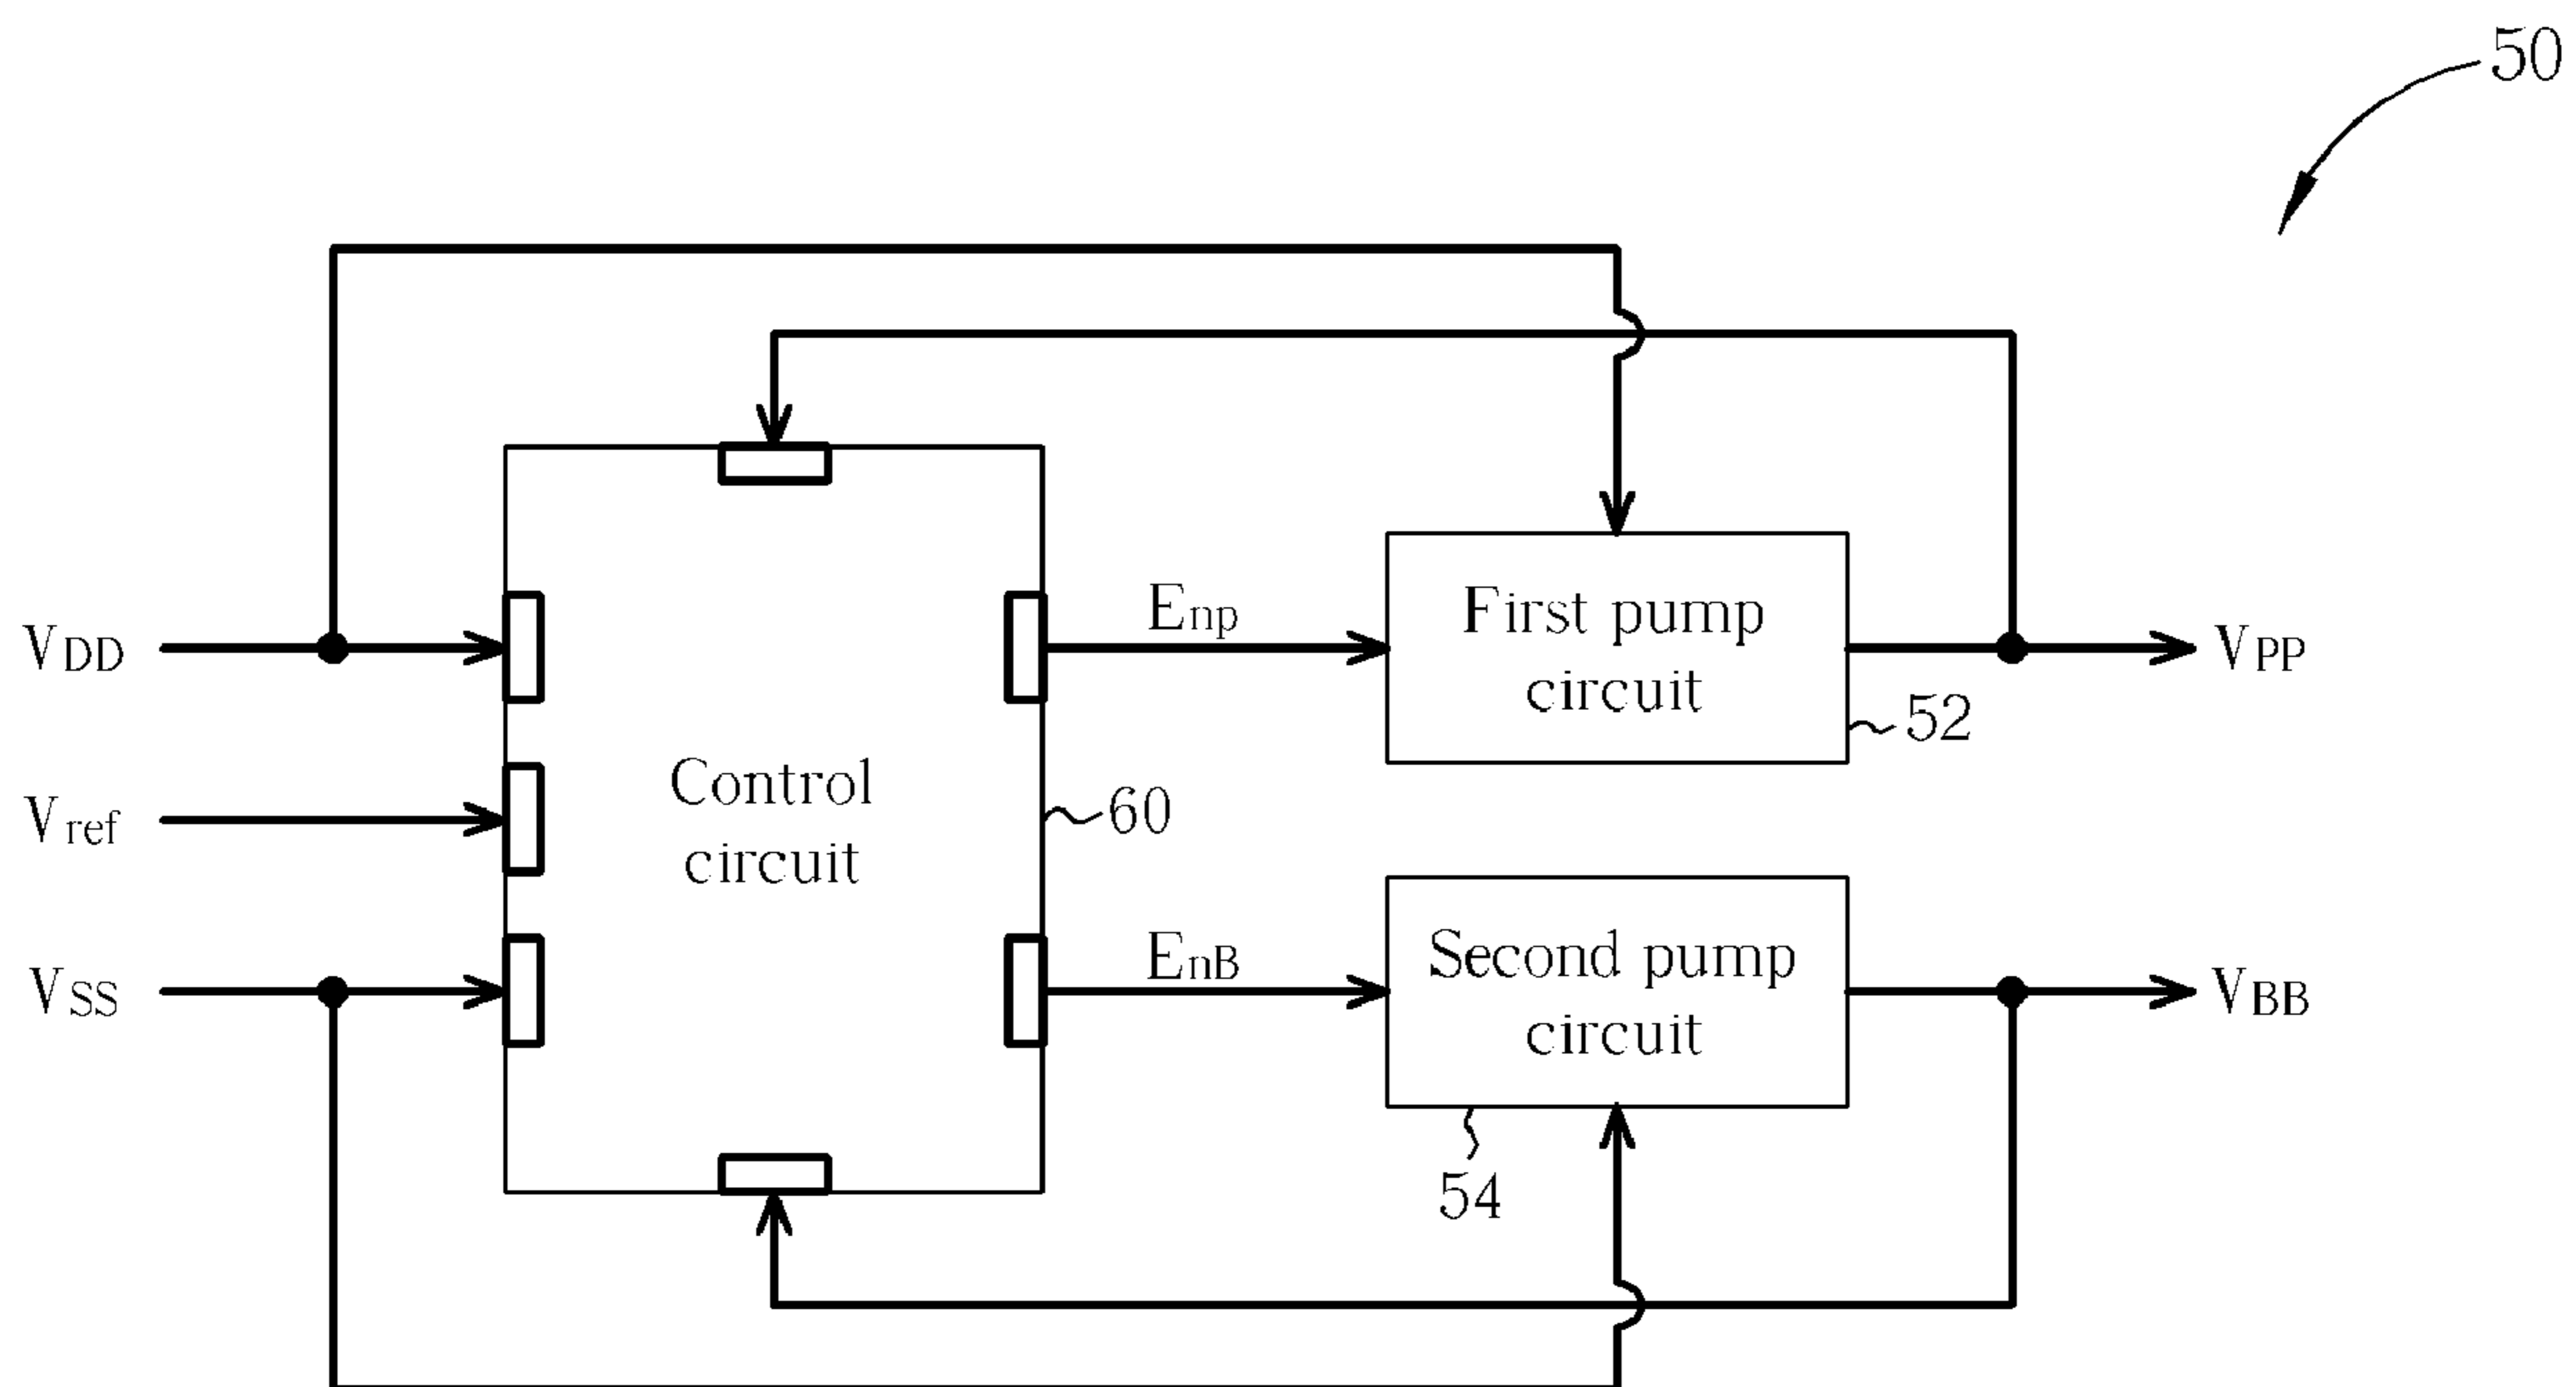 50
VDD
Vref
VSS
Control
circuit
60
Enp
EnB
First pump
circuit
52
Second pump
circuit
54
VPP
VBB